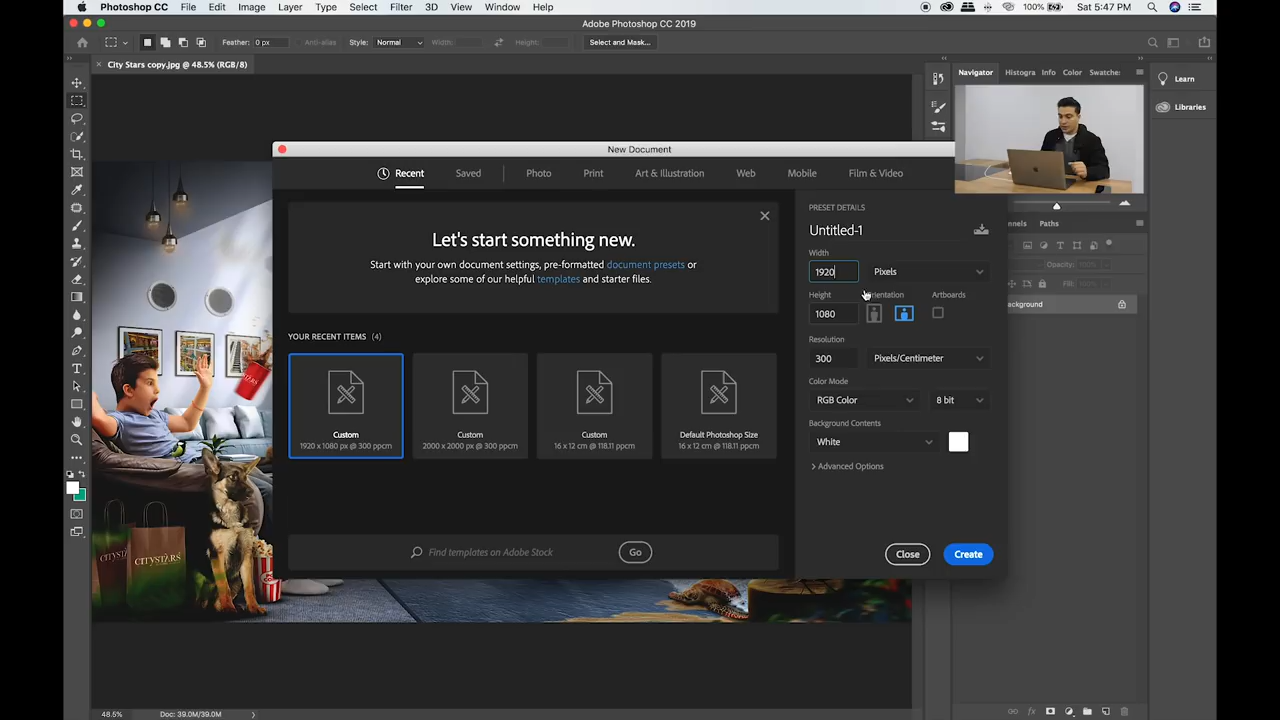 Photoshop CC File Edit Image Layer Type Select Filter 3D View Window Help 100% Sat 5:47 PM
Adobe Photoshop CC 2019
Feather: 0 px Anti-alias Style: Normal Width: Height: Select and Mask...
City Stars copy.jpg @ 48.5% (RGB/8)
Navigator Histogra Info Color Swatche:
Learn
Libraries
New Document
Recent Saved Photo Print Art & Illustration Web Mobile Film & Video
PRESET DETAILS
Untitled-1
Width
1920 Pixels
Height Orientation Artboards
1080
Resolution
300 Pixels/Centimeter
Color Mode
RGB Color 8 bit
Background Contents
White
Advanced Options
Close Create
Let's start something new.
Start with your own document settings, pre-formatted document presets or
explore some of our helpful templates and starter files.
YOUR RECENT ITEMS (4)
Custom
1920 x 1080 px @ 300 ppcm
Custom
2000 x 2000 px @ 300 ppcm
Custom
16 x 12 cm @ 118.11 ppcm
Default Photoshop Size
16 x 12 cm @ 118.11 ppcm
Find templates on Adobe Stock Go
nnels Paths
Opacity: 100%
Fill:
ackground
CITYSTARS
CITYSTARS
48.5% Doc: 39.0M/39.0M